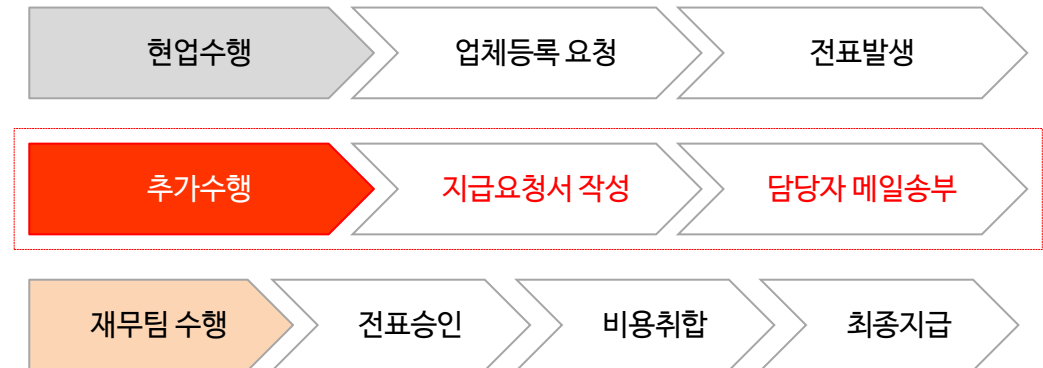 현업수행
업체등록 요청
전표발생
추가수행
지급요청서 작성
담당자 메일송부
재무팀 수행
전표승인
비용취합
최종지급